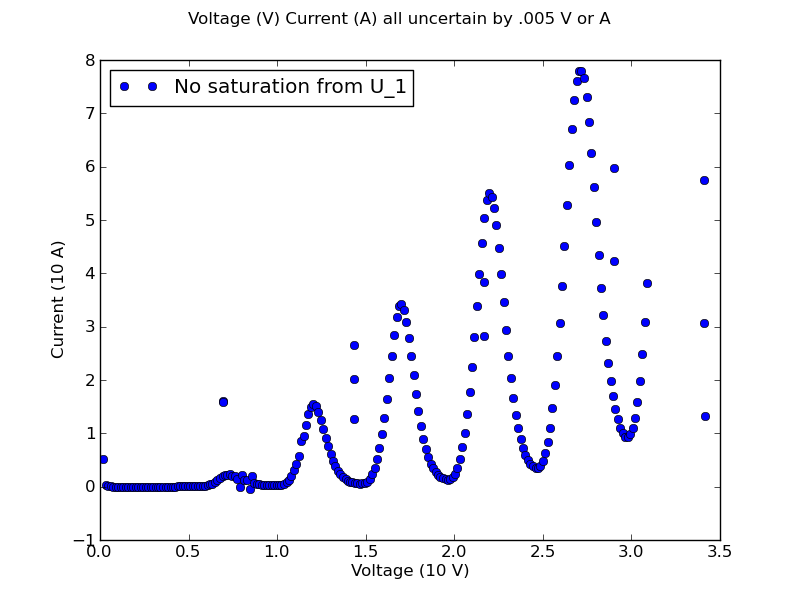 Voltage (V) Current (A) all uncertain by .005 V or A
No saturation from U_1
8
7
6
5
4
3
2
1
0
−1
Current (10 A)
0.0 0.5 1.0 1.5 2.0 2.5 3.0 3.5
Voltage (10 V)